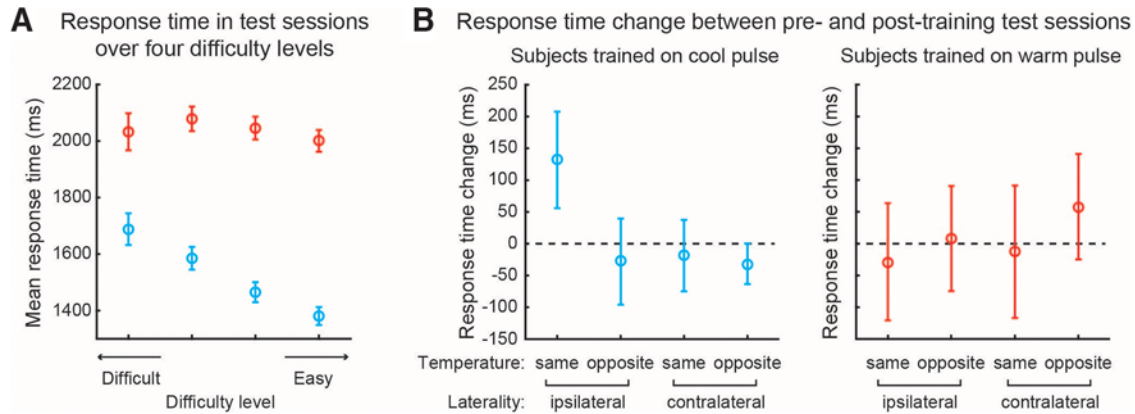 A Response time in test sessions
over four difficulty levels
Mean response time (ms)
2200
2000
1800
1600
1400
Difficult Easy
Difficulty level
B Response time change between pre- and post-training test sessions
Subjects trained on cool pulse
Response time change (ms)
250
200
150
100
50
0
-50
-100
-150
Temperature: same opposite same opposite
Laterality: ipsilateral contralateral
Subjects trained on warm pulse
Response time change (ms)
same opposite same opposite
ipsilateral contralateral